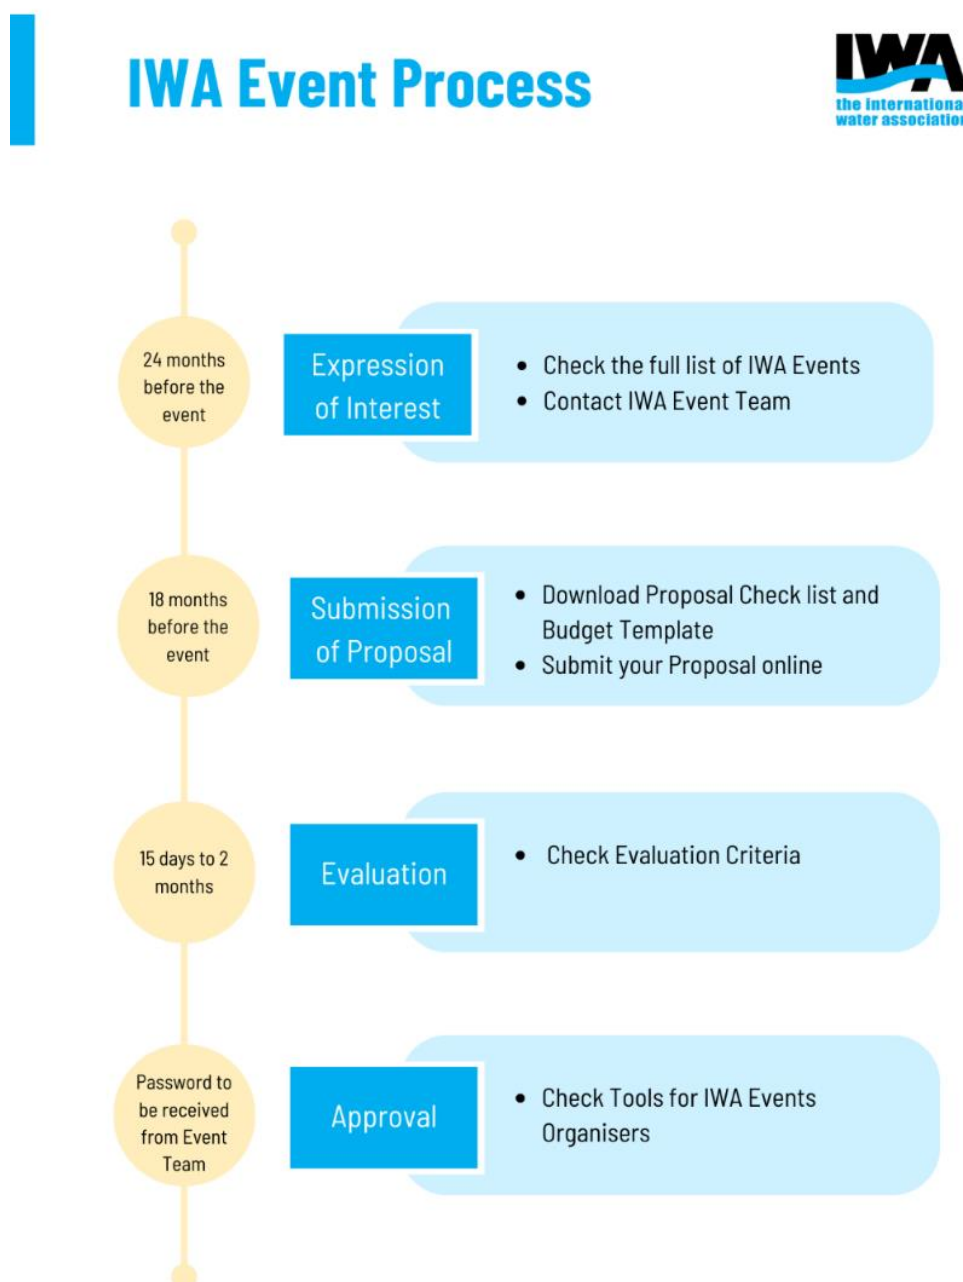 IWA Event Process
IWA
the internationa
water association
24 months
before the
event
Expression
of Interest
• Check the full list of IWA Events
• Contact IWA Event Team
18 months
before the
event
Submission
of Proposal
• Download Proposal Check list and
Budget Template
• Submit your Proposal online
15 days to 2
months
Evaluation
• Check Evaluation Criteria
Password to
be received
from Event
Team
Approval
• Check Tools for IWA Events
Organisers